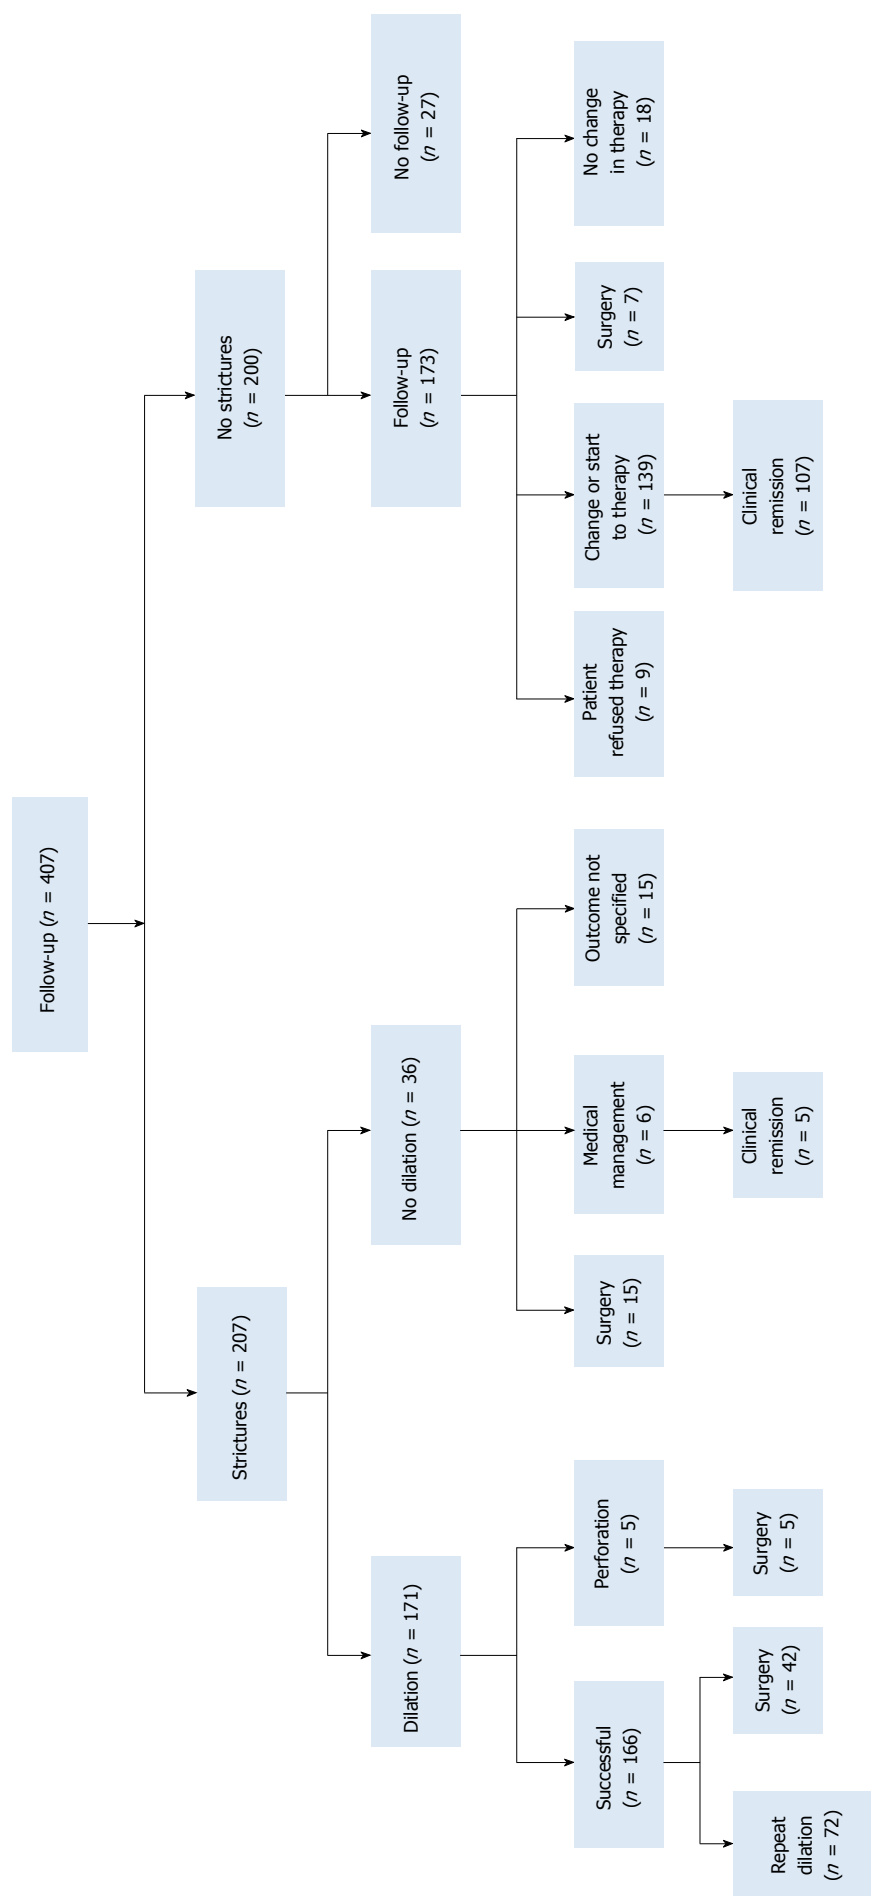 Follow-up (n = 407)
Strictures (n = 207)
No strictures
(n = 200)
Dilation (n = 171)
No dilation (n = 36)
Follow-up
(n = 173)
No follow-up
(n = 27)
Successful
(n = 166)
Perforation
(n = 5)
Surgery
(n = 15)
Medical
management
(n = 6)
Outcome not
specified
(n = 15)
Patient
refused therapy
(n = 9)
Change or start
to therapy
(n = 139)
Surgery
(n = 7)
No change
in therapy
(n = 18)
Repeat
dilation
(n = 72)
Surgery
(n = 42)
Surgery
(n = 5)
Clinical
remission
(n = 5)
Clinical
remission
(n = 107)